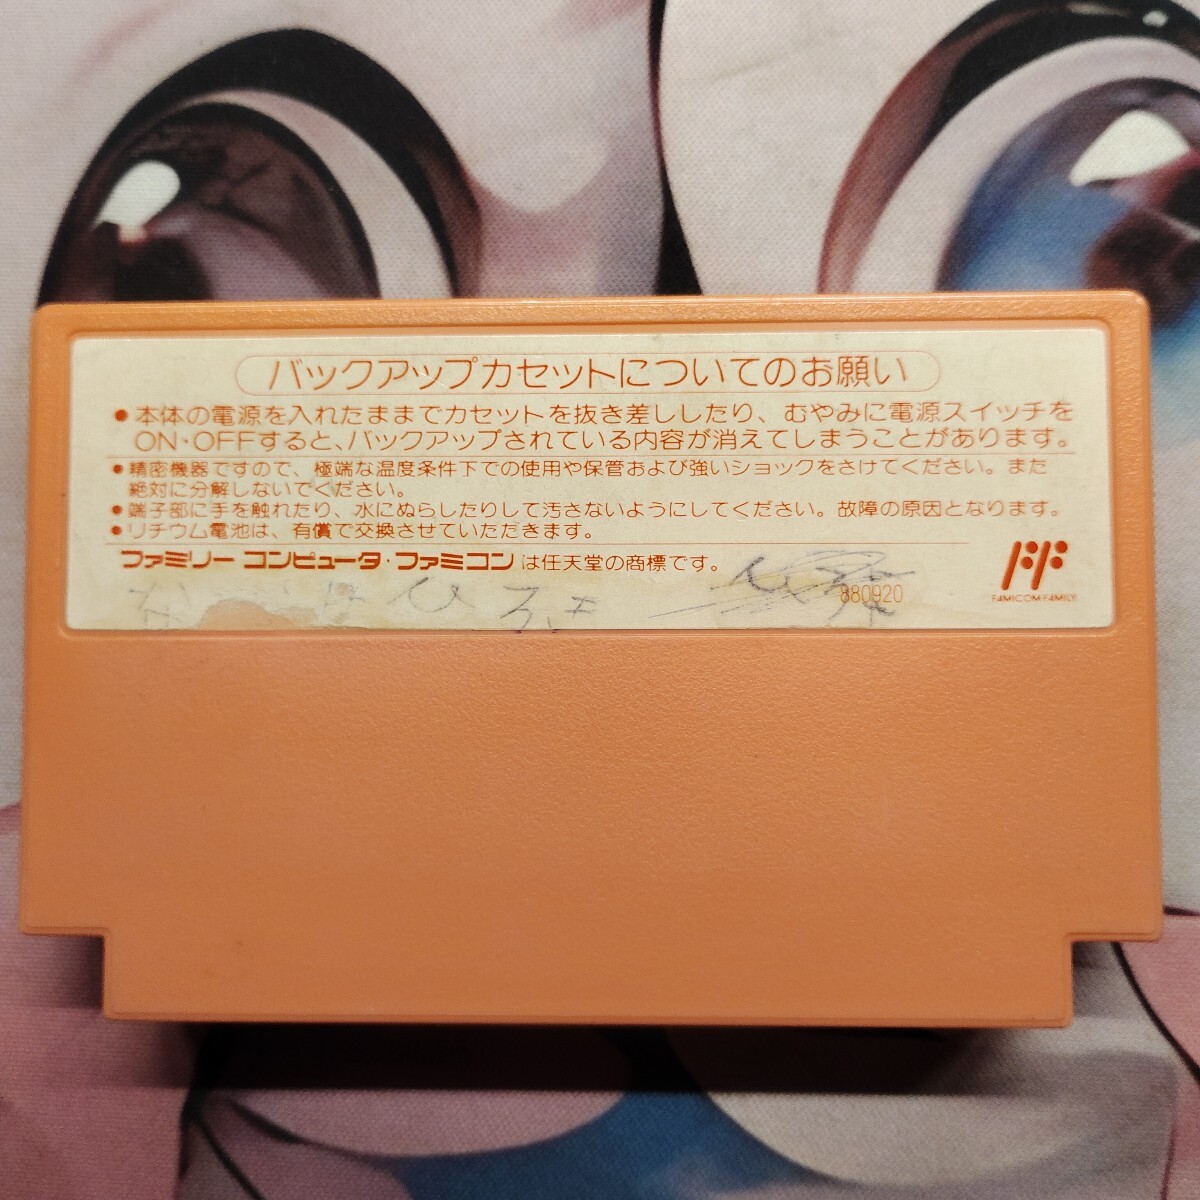 バックアップカセットについてのお願い
●本体の電源を入れたままでカセットを抜き差ししたり、むやみに電源スイッチを
ON・OFFすると、バックアップされている内容が消えてしまうことがあります。
●精密機器ですので、極端な温度条件下での使用や保管および強いショックをさけてください。また
絶対に分解しないでください。
●端子部に手を触れたり、水にぬらしたりして汚さないようにしてください。故障の原因となります。
●リチウム電池は、有償で交換させていただきます。
ファミリーコンピュータ・ファミコンは任天堂の商標です。
880920
FAMICOM FAMILY